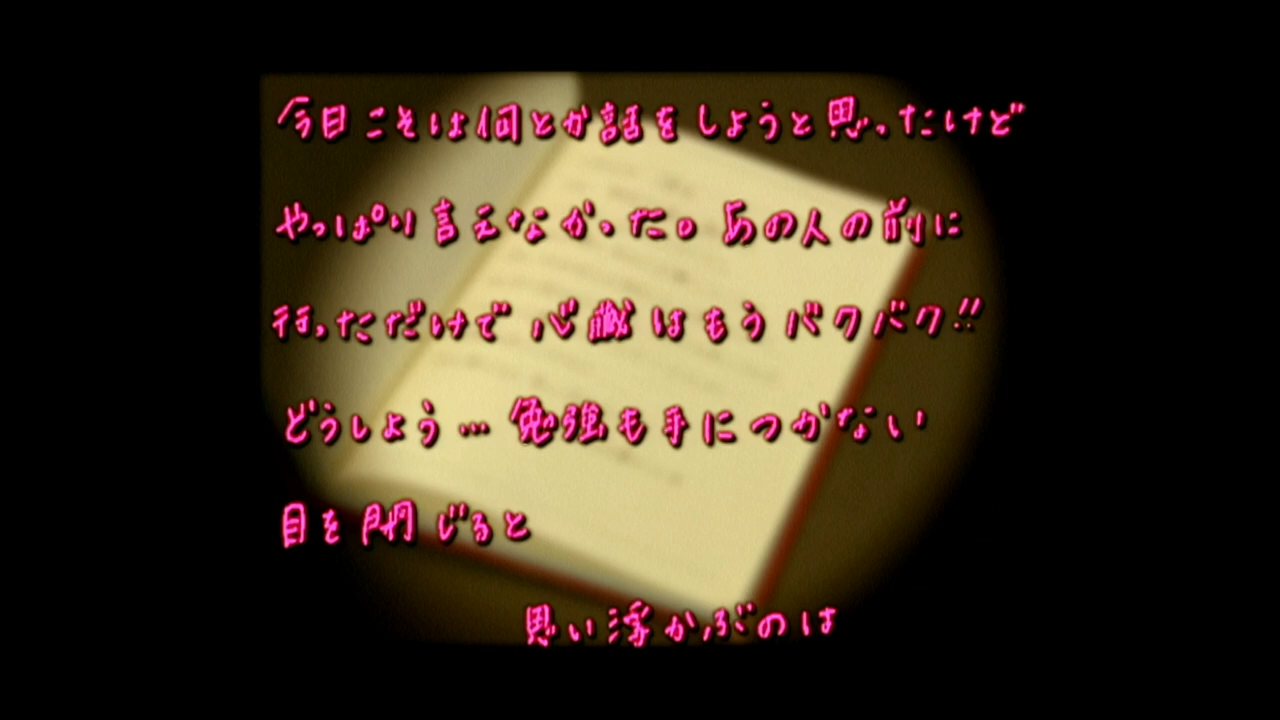 今日こそは何とか話をしようと思ったけど
やっぱり言えなかった。あの人の前に
行っただけで心臓はもうバクバク!!
どうしよう…勉強も手につかない
目を閉じると
思い浮かぶのは